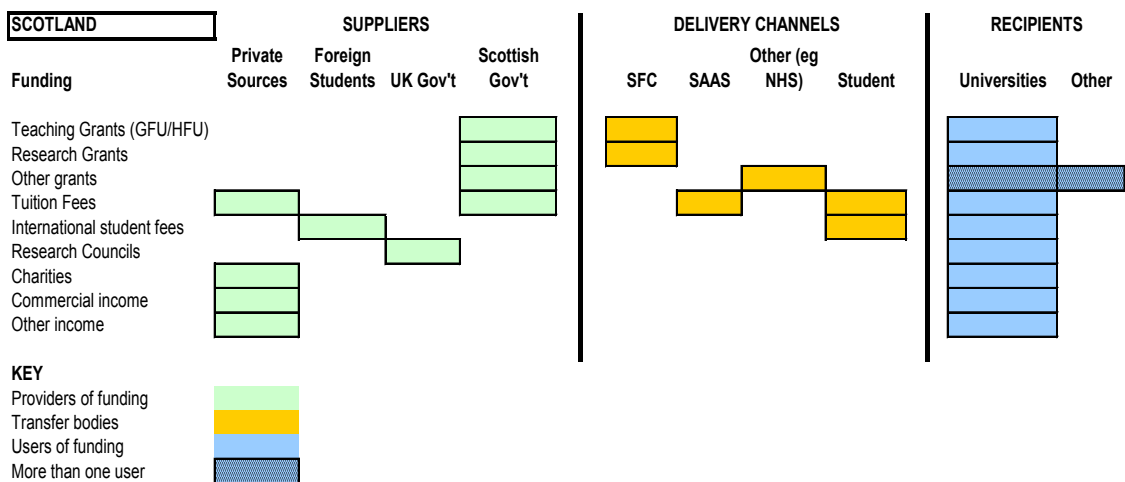 SCOTLAND SUPPLIERS DELIVERY CHANNELS RECIPIENTS
Private Foreign Scottish Other (eg
Funding Sources Students UK Gov't Gov't SFC SAAS NHS) Student Universities Other
Teaching Grants (GFU/HFU)
Research Grants
Other grants
Tuition Fees
International student fees
Research Councils
Charities
Commercial income
Other income
KEY
Providers of funding
Transfer bodies
Users of funding
More than one user